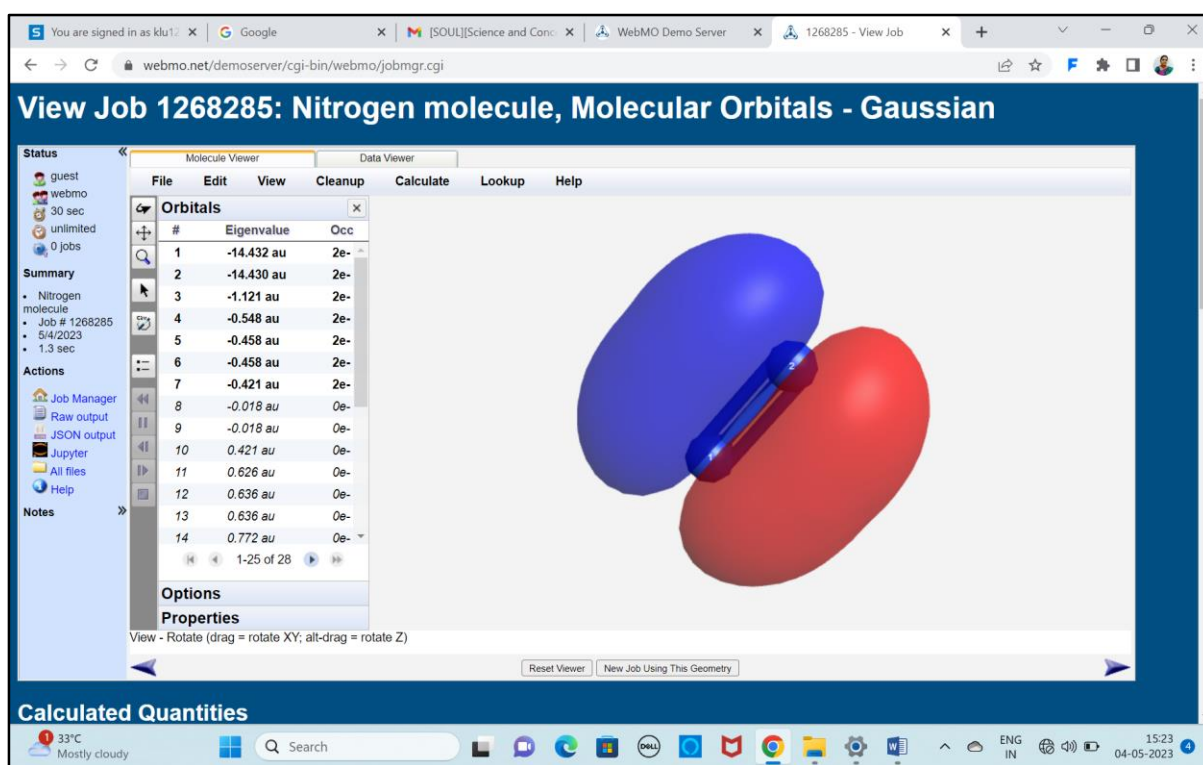 You are signed in as klu12
Google
[SOUL][Science and Conc
WebMO Demo Server
1268285 - View Job
webmo.net/demoserver/cgi-bin/webmo/jobmgr.cgi
View Job 1268285: Nitrogen molecule, Molecular Orbitals - Gaussian
Status
guest
webmo
30 sec
unlimited
0 jobs
Summary
• Nitrogen
molecule
• Job # 1268285
• 5/4/2023
• 1.3 sec
Actions
Job Manager
Raw output
JSON output
Jupyter
All files
Help
Notes
Molecule Viewer Data Viewer
File Edit View Cleanup Calculate Lookup Help
Orbitals
# Eigenvalue Occ
1 -14.432 au 2e-
2 -14.430 au 2e-
3 -1.121 au 2e-
4 -0.548 au 2e-
5 -0.458 au 2e-
6 -0.458 au 2e-
7 -0.421 au 2e-
8 -0.018 au 0e-
9 -0.018 au 0e-
10 0.421 au 0e-
11 0.626 au 0e-
12 0.636 au 0e-
13 0.636 au 0e-
14 0.772 au 0e-
1-25 of 28
Options
Properties
2
1
View - Rotate (drag = rotate XY; alt-drag = rotate Z)
Reset Viewer New Job Using This Geometry
Calculated Quantities
1
33°C
Mostly cloudy
Search
DELL
ENG
IN
15:23
04-05-2023
4